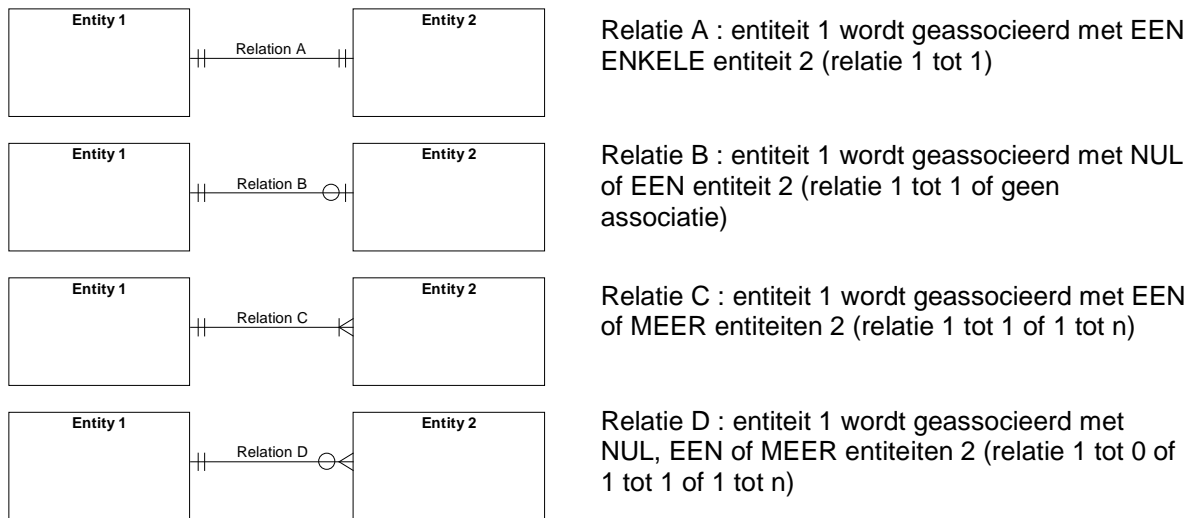 Entity 1
Relation A
Entity 2
Relatie A : entiteit 1 wordt geassocieerd met EEN
ENKELE entiteit 2 (relatie 1 tot 1)
Entity 1
Relation B
Entity 2
Relatie B : entiteit 1 wordt geassocieerd met NUL
of EEN entiteit 2 (relatie 1 tot 1 of geen
associatie)
Entity 1
Relation C
Entity 2
Relatie C : entiteit 1 wordt geassocieerd met EEN
of MEER entiteiten 2 (relatie 1 tot 1 of 1 tot n)
Entity 1
Relation D
Entity 2
Relatie D : entiteit 1 wordt geassocieerd met
NUL, EEN of MEER entiteiten 2 (relatie 1 tot 0 of
1 tot 1 of 1 tot n)